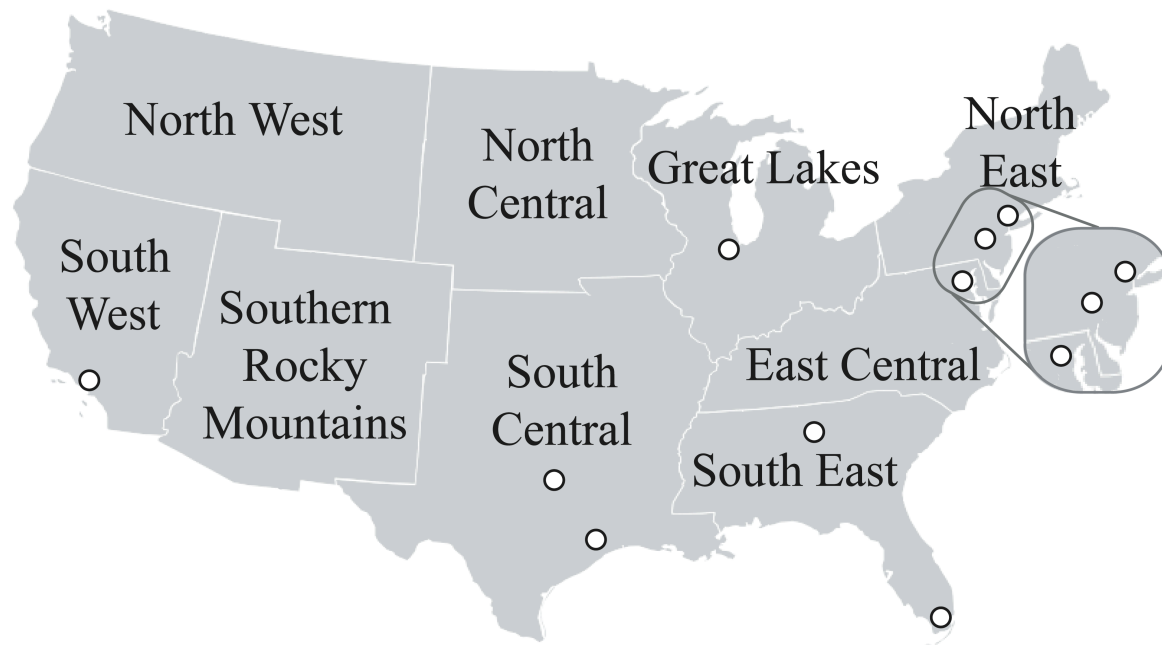 North West
North
Central
Great Lakes
North
East
South
West
Southern
Rocky
Mountains
South
Central
East Central
South East